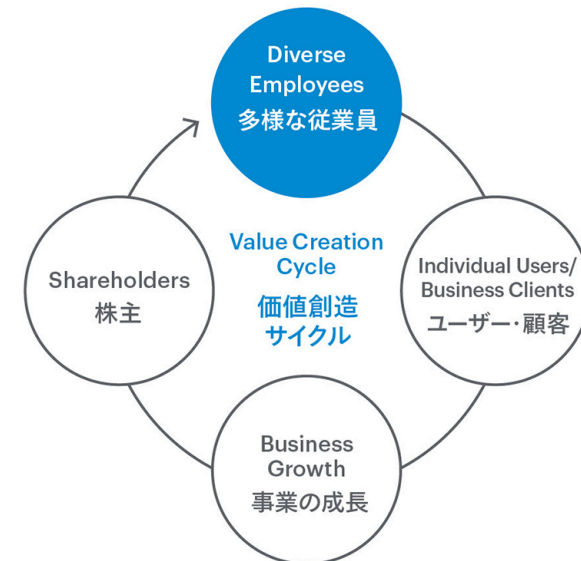 Diverse
Employees
多様な従業員
Value Creation
Cycle
価値創造
サイクル
Individual Users/
Business Clients
ユーザー・顧客
Shareholders
株主
Business
Growth
事業の成長